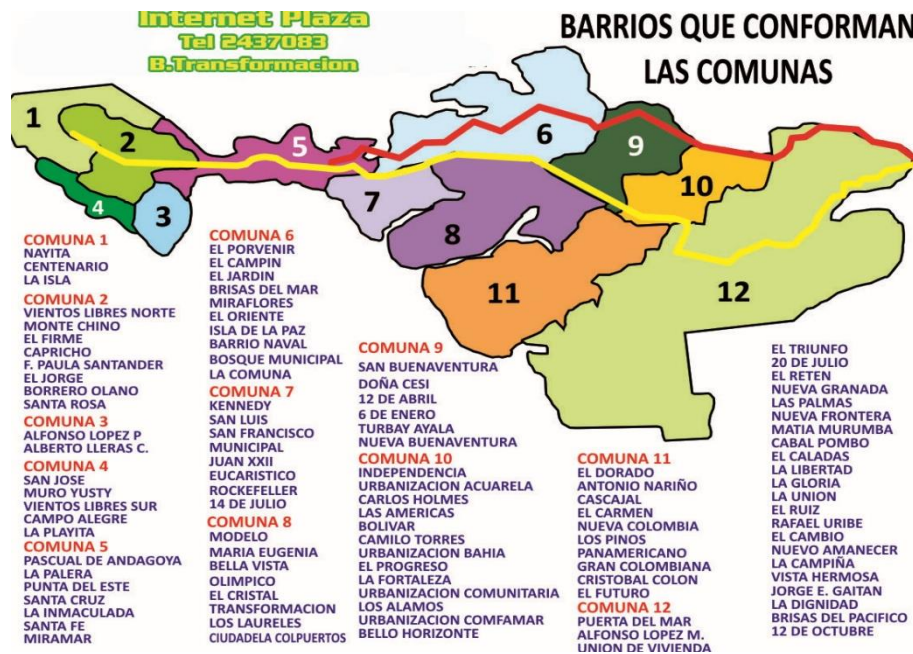 Internet Plaza
Tel 2437083
B.Transformacion
BARRIOS QUE CONFORMAN
LAS COMUNAS
1
2
3
4
5
6
7
8
9
10
11
12
COMUNA 1
NAYITA
CENTENARIO
LA ISLA
COMUNA 2
VIENTOS LIBRES NORTE
MONTE CHINO
EL FIRME
CAPRICHO
F. PAULA SANTANDER
EL JORGE
BORRERO OLANO
SANTA ROSA
COMUNA 3
ALFONSO LOPEZ P
ALBERTO LLERAS C.
COMUNA 4
SAN JOSE
MURO YUSTY
VIENTOS LIBRES SUR
CAMPO ALEGRE
LA PLAYITA
COMUNA 5
PASCUAL DE ANDAGOYA
LA PALERA
PUNTA DEL ESTE
SANTA CRUZ
LA INMACULADA
SANTA FE
MIRAMAR
COMUNA 6
EL PORVENIR
EL CAMPIN
EL JARDIN
BRISAS DEL MAR
MIRAFLORES
EL ORIENTE
ISLA DE LA PAZ
BARRIO NAVAL
BOSQUE MUNICIPAL
LA COMUNA
COMUNA 7
KENNEDY
SAN LUIS
SAN FRANCISCO
MUNICIPAL
JUAN XXII
EUCARISTICO
ROCKEFELLER
14 DE JULIO
COMUNA 8
MODELO
MARIA EUGENIA
BELLA VISTA
OLIMPICO
EL CRISTAL
TRANSFORMACION
LOS LAURELES
CIUDADELA COLPUERTOS
COMUNA 9
SAN BUENAVENTURA
DOÑA CESI
12 DE ABRIL
6 DE ENERO
TURBAY AYALA
NUEVA BUENAVENTURA
COMUNA 10
INDEPENDENCIA
URBANIZACION ACUARELA
CARLOS HOLMES
LAS AMERICAS
BOLIVAR
CAMILO TORRES
URBANIZACION BAHIA
EL PROGRESO
LA FORTALEZA
URBANIZACION COMUNITARIA
LOS ALAMOS
URBANIZACION COMFAMAR
BELLO HORIZONTE
COMUNA 11
EL DORADO
ANTONIO NARIÑO
CASCAJAL
EL CARMEN
NUEVA COLOMBIA
LOS PINOS
PANAMERICANO
GRAN COLOMBIANA
CRISTOBAL COLON
EL FUTURO
COMUNA 12
PUERTA DEL MAR
ALFONSO LOPEZ M.
UNION DE VIVIENDA
EL TRIUNFO
20 DE JULIO
EL RETEN
NUEVA GRANADA
LAS PALMAS
NUEVA FRONTERA
MATIA MURUMBA
CABAL POMBO
EL CALADAS
LA LIBERTAD
LA GLORIA
LA UNION
EL RUIZ
RAFAEL URIBE
EL CAMBIO
NUEVO AMANECER
LA CAMPIÑA
VISTA HERMOSA
JORGE E. GAITAN
LA DIGNIDAD
BRISAS DEL PACIFICO
12 DE OCTUBRE